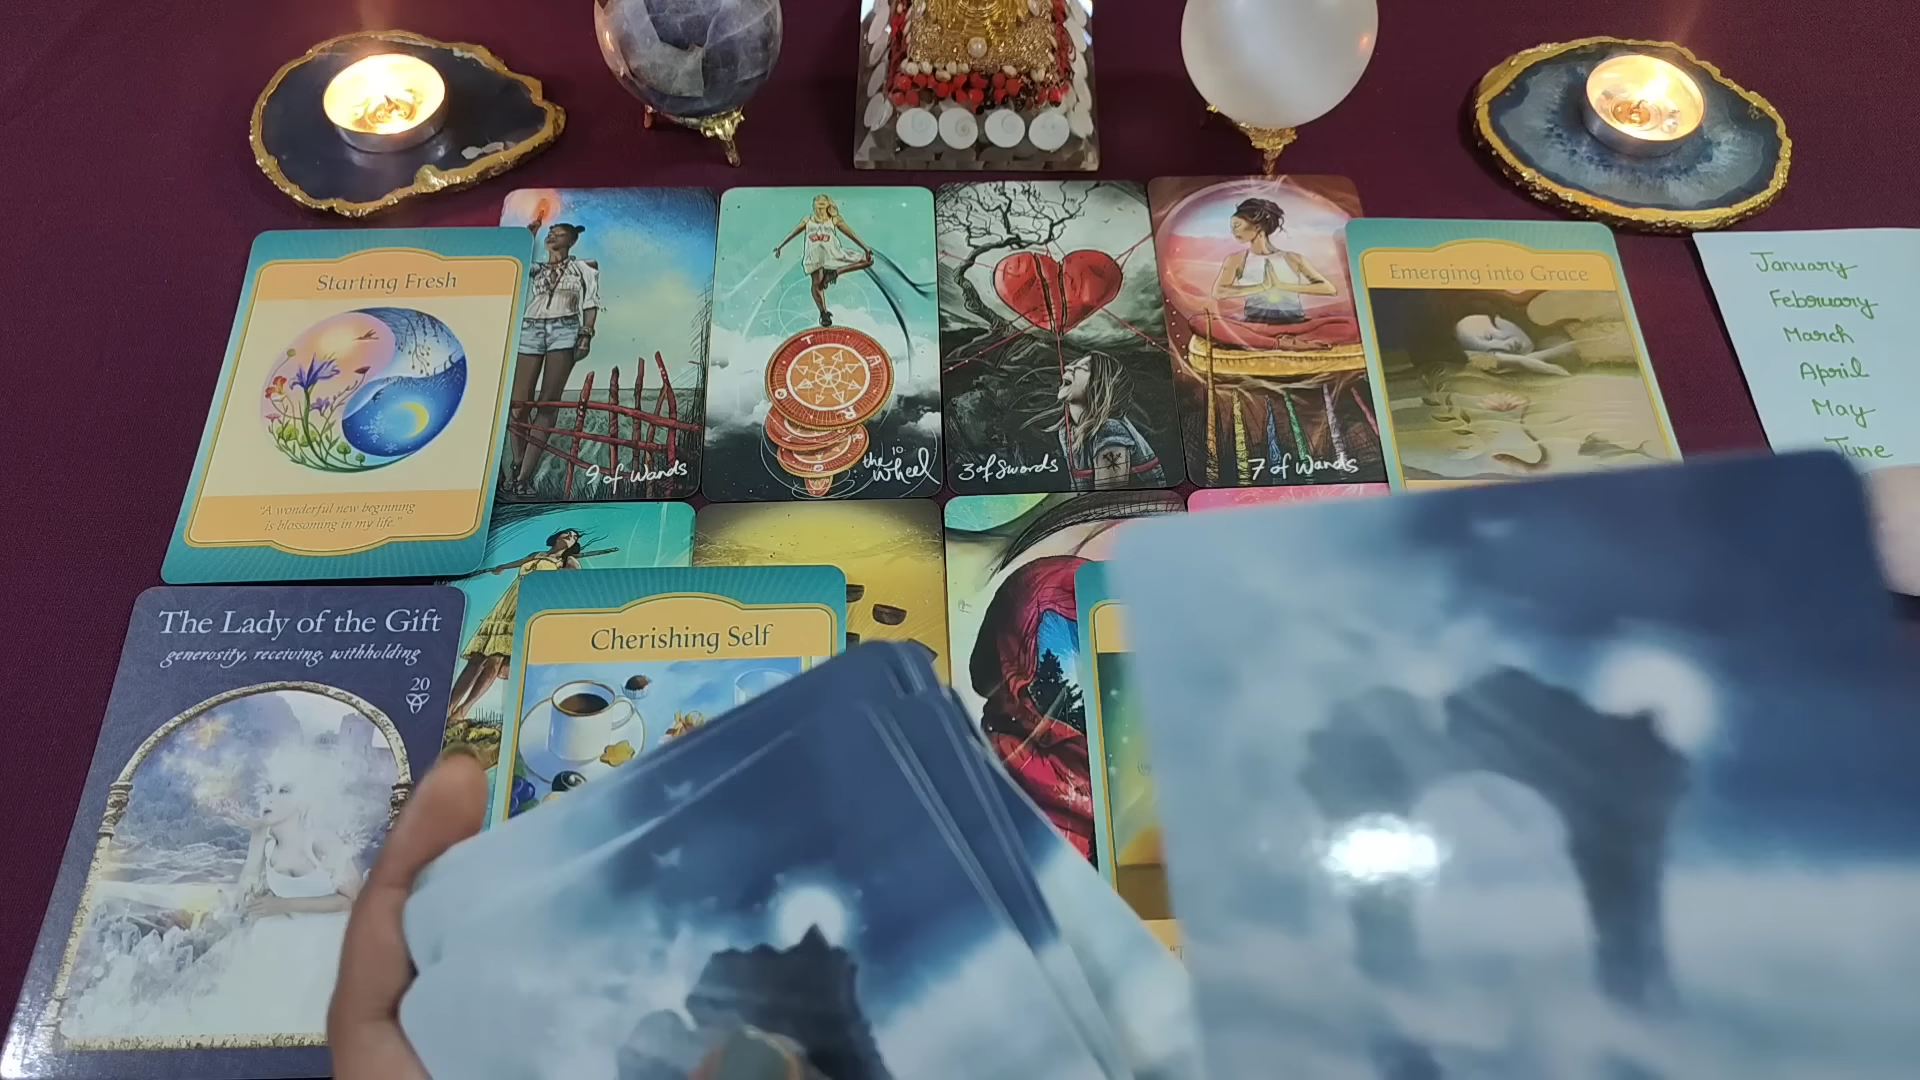 Starting Fresh
"A wonderful new beginning
is blossoming in my life."
9 of Wands
10
the Wheel
TARO
3 of Swords
7 of Wands
Emerging into Grace
January
February
March
April
May
June
The Lady of the Gift
generosity, receiving, withholding
20
Cherishing Self